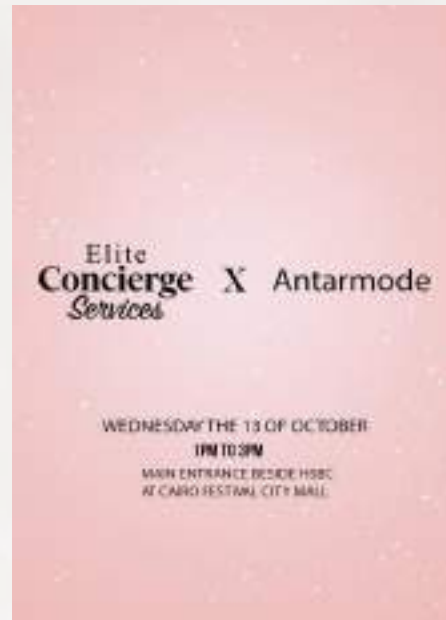 Elite
Concierge X Antarmode
Services
WEDNESDAY THE 13 OF OCTOBER
1PM TO 3PM
MAIN ENTRANCE BESIDE HSBC
AT CAIRO FESTIVAL CITY MALL